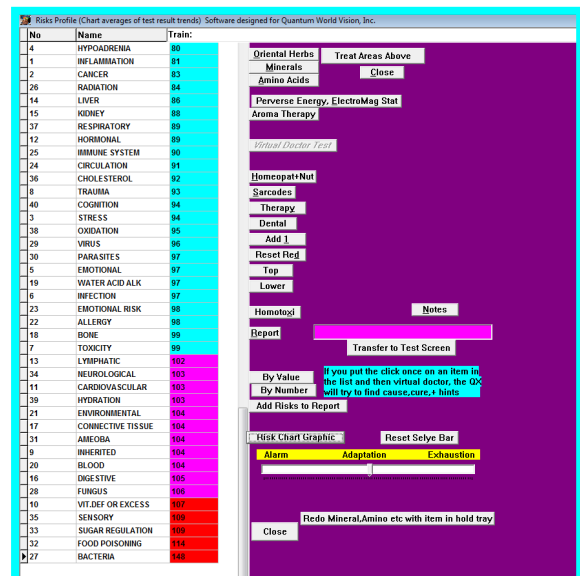 Risks Profile (Chart averages of test result trends)  Software designed for Quantum World Vision, Inc.
No Name Train:
4 HYPOADRENIA 80
1 INFLAMMATION 81
2 CANCER 83
26 RADIATION 84
14 LIVER 86
15 KIDNEY 88
37 RESPIRATORY 89
12 HORMONAL 89
25 IMMUNE SYSTEM 90
24 CIRCULATION 91
36 CHOLESTEROL 92
8 TRAUMA 93
40 COGNITION 94
3 STRESS 94
38 OXIDATION 95
29 VIRUS 96
30 PARASITES 97
5 EMOTIONAL 97
19 WATER ACID ALK 97
6 INFECTION 97
23 EMOTIONAL RISK 98
22 ALLERGY 98
18 BONE 99
7 TOXICITY 99
13 LYMPHATIC 102
34 NEUROLOGICAL 103
11 CARDIOVASCULAR 103
39 HYDRATION 103
21 ENVIRONMENTAL 104
17 CONNECTIVE TISSUE 104
31 AMEOBA 104
9 INHERITED 104
20 BLOOD 104
16 DIGESTIVE 105
28 FUNGUS 106
10 VIT.DEF OR EXCESS 107
35 SENSORY 109
33 SUGAR REGULATION 109
32 FOOD POISONING 114
27 BACTERIA 148
Oriental Herbs
Treat Areas Above
Minerals
Close
Amino Acids
Perverse Energy, ElectroMag Stat
Aroma Therapy
Virtual Doctor Test
Homeopat+Nut
Sarcodes
Therapy
Dental
Add 1
Reset Red
Top
Lower
Homotoxi
Notes
Report
Transfer to Test Screen
By Value
By Number
If you put the click once on an item in
the list and then virtual doctor, the QX
will try to find cause,cure,+ hints
Add Risks to Report
Risk Chart Graphic
Reset Selye Bar
Alarm Adaptation Exhaustion
Redo Mineral,Amino etc with item in hold tray
Close